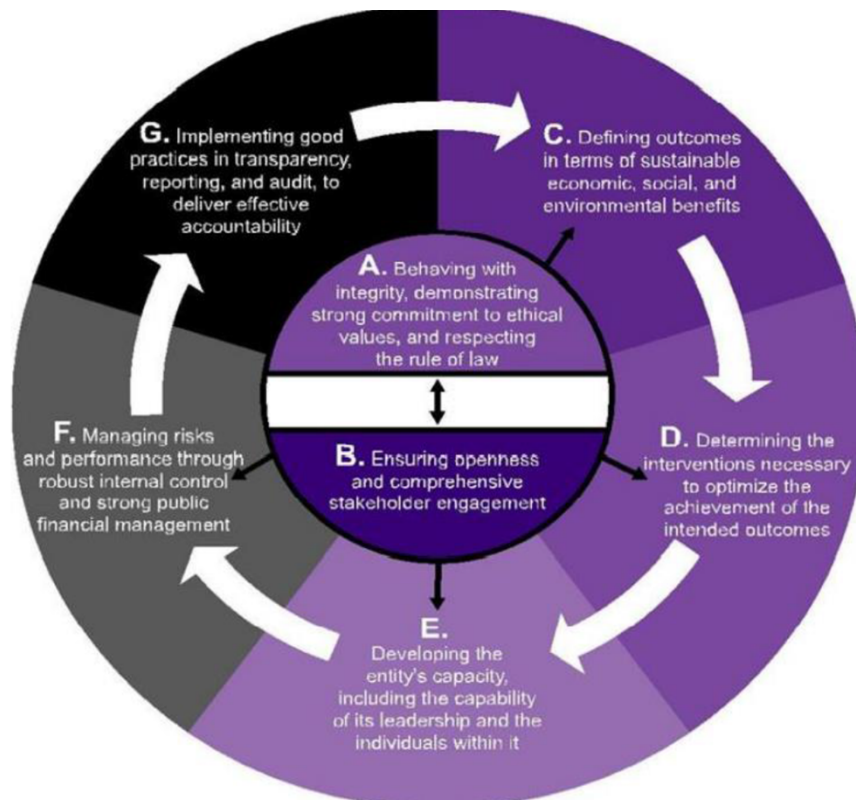 G. Implementing good
practices in transparency,
reporting, and audit, to
deliver effective
accountability
C. Defining outcomes
in terms of sustainable
economic, social, and
environmental benefits
A. Behaving with
integrity, demonstrating
strong commitment to ethical
values, and respecting
the rule of law
F. Managing risks
and performance through
robust internal control
and strong public
financial management
B. Ensuring openness
and comprehensive
stakeholder engagement
D. Determining the
interventions necessary
to optimize the
achievement of the
intended outcomes
E.
Developing the
entity's capacity,
including the capability
of its leadership and the
individuals within it